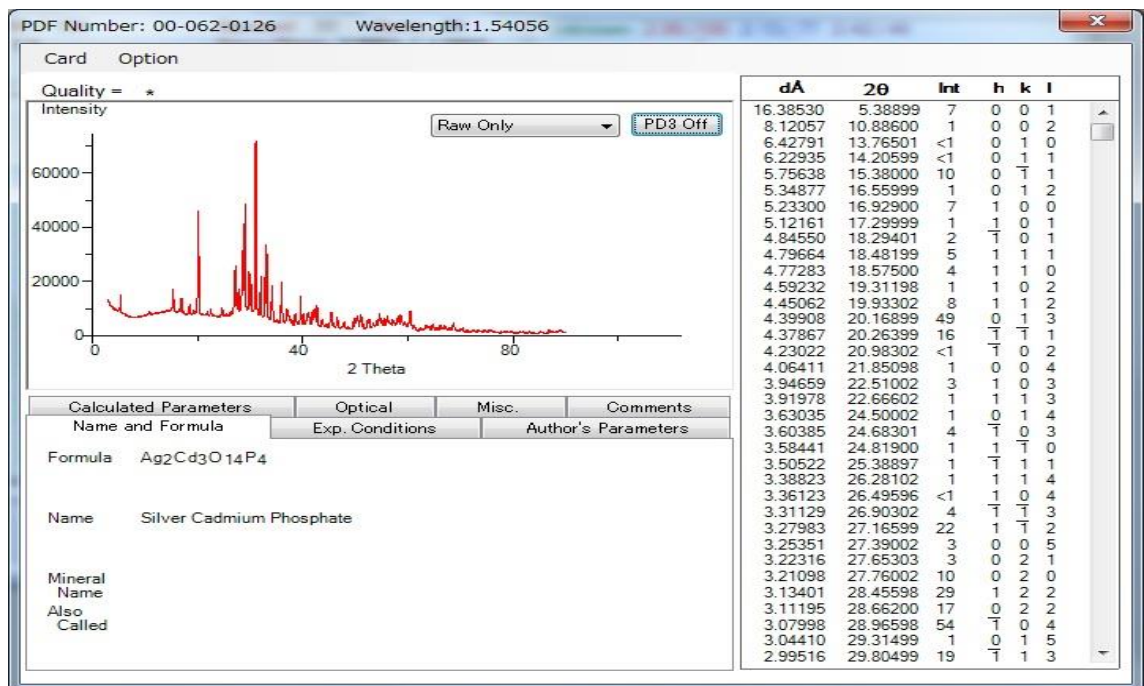 PDF Number: 00-062-0126 Wavelength:1.54056
Card Option
Quality = *
Intensity
Raw Only PD3 Off
60000
40000
20000
0
0 40 80
2 Theta
Calculated Parameters Optical Misc. Comments
Name and Formula Exp. Conditions Author's Parameters
Formula Ag2Cd3O14P4
Name Silver Cadmium Phosphate
Mineral Name
Also Called
dÅ 2θ Int h k l
16.38530 5.38899 7 0 0 1
8.12057 10.88600 1 0 0 2
6.42791 13.76501 <1 0 1 0
6.22935 14.20599 <1 0 1 1
5.75638 15.38000 10 0 1̅ 1
5.34877 16.55999 1 0 1 2
5.23300 16.92900 7 1 0 0
5.12161 17.29999 1 1 0 1
4.84550 18.29401 2 1̅ 0 1
4.79664 18.48199 5 1 1 1
4.77283 18.57500 4 1 1 0
4.59232 19.31198 1 1 0 2
4.45062 19.93302 8 1 1 2
4.39908 20.16899 49 0 1 3
4.37867 20.26399 16 1̅ 1̅ 1
4.23022 20.98302 <1 1̅ 0 2
4.06411 21.85098 1 0 0 4
3.94659 22.51002 3 1 0 3
3.91978 22.66602 1 1 1 3
3.63035 24.50002 1 0 1 4
3.60385 24.68301 4 1̅ 0 3
3.58441 24.81900 1 1 1̅ 0
3.50522 25.38897 1 1̅ 1 1
3.38823 26.28102 1 1 1 4
3.36123 26.49596 <1 1 0 4
3.31129 26.90302 4 1̅ 1̅ 3
3.27983 27.16599 22 1 1̅ 2
3.25351 27.39002 3 0 0 5
3.22316 27.65303 3 0 2 1
3.21098 27.76002 10 0 2 0
3.13401 28.45598 29 1 2 2
3.11195 28.66200 17 0 2 2
3.07998 28.96598 54 1̅ 0 4
3.04410 29.31499 1 0 1 5
2.99516 29.80499 19 1̅ 1 3